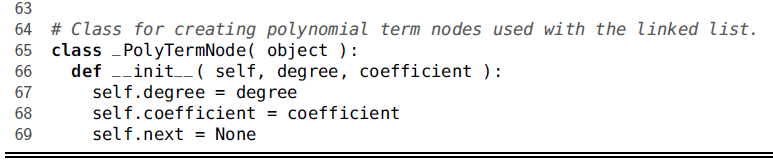 63
64 # Class for creating polynomial term nodes used with the linked list.
65 class _PolyTermNode( object ):
66   def __init__( self, degree, coefficient ):
67     self.degree = degree
68     self.coefficient = coefficient
69     self.next = None